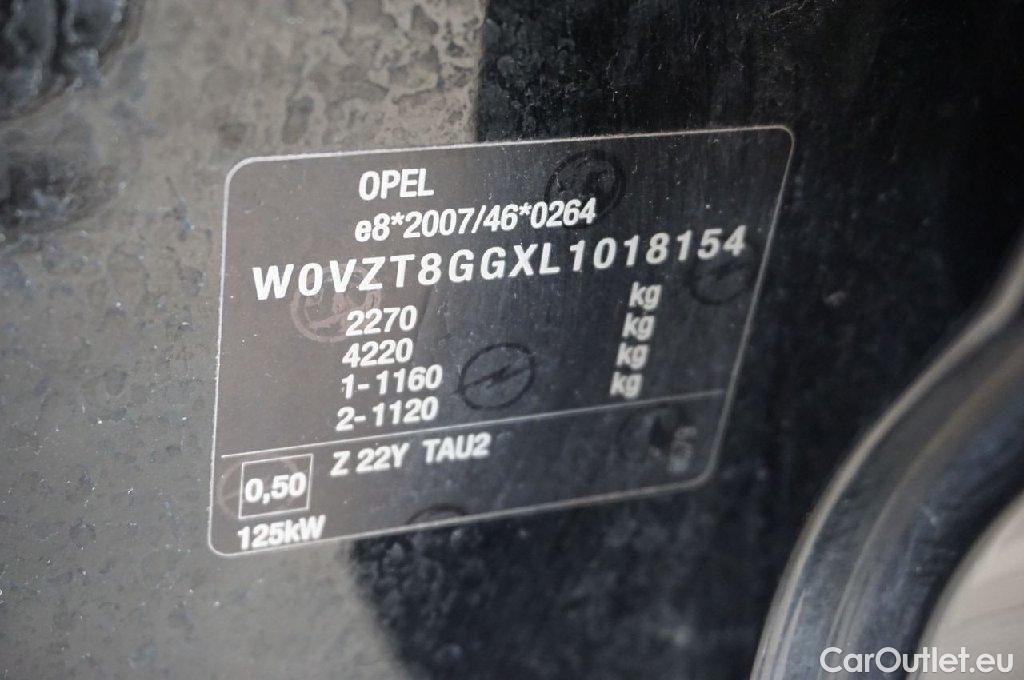 OPEL
e8*2007/46*0264
W0VZT8GGXL1018154
2270 kg
4220 kg
1-1160 kg
2-1120 kg
Z 22Y TAU2
0,50
125kW
CarOutlet.eu